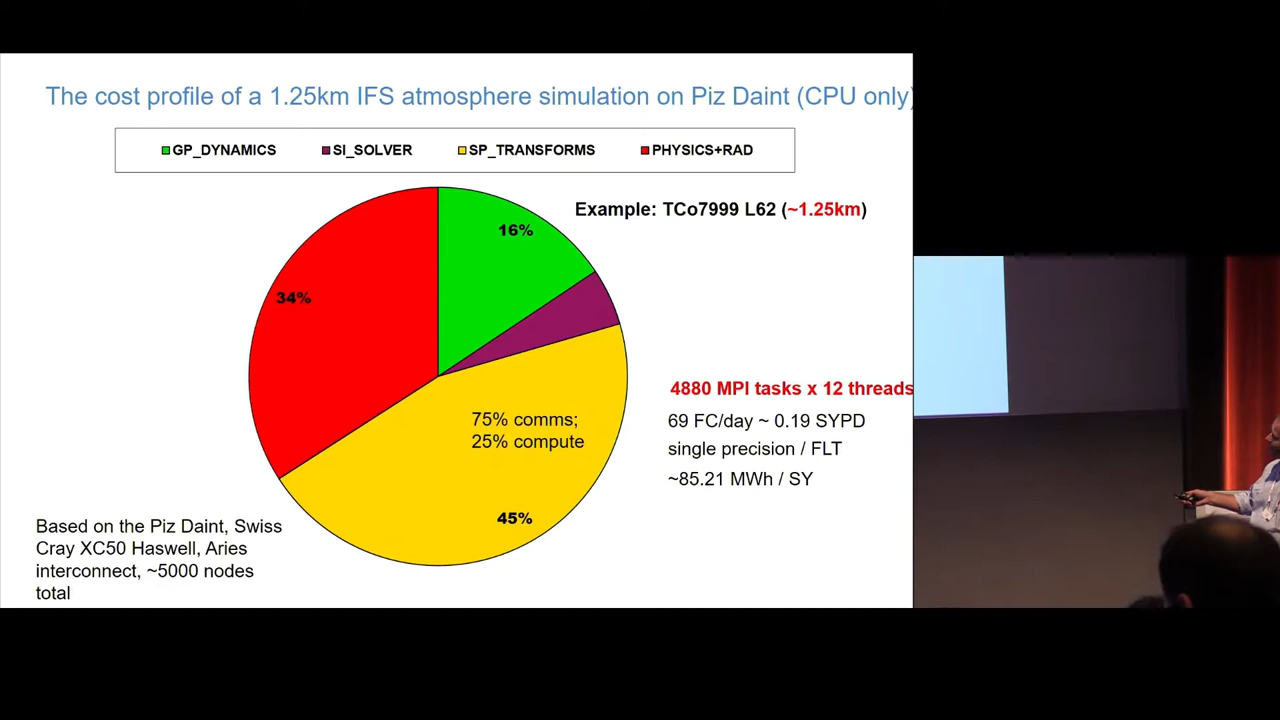 The cost profile of a 1.25km IFS atmosphere simulation on Piz Daint (CPU only)
GP_DYNAMICS SI_SOLVER SP_TRANSFORMS PHYSICS+RAD
Example: TCo7999 L62 (~1.25km)
16%
34%
4880 MPI tasks x 12 threads
75% comms;
25% compute
69 FC/day ~ 0.19 SYPD
single precision / FLT
~85.21 MWh / SY
45%
Based on the Piz Daint, Swiss
Cray XC50 Haswell, Aries
interconnect, ~5000 nodes
total